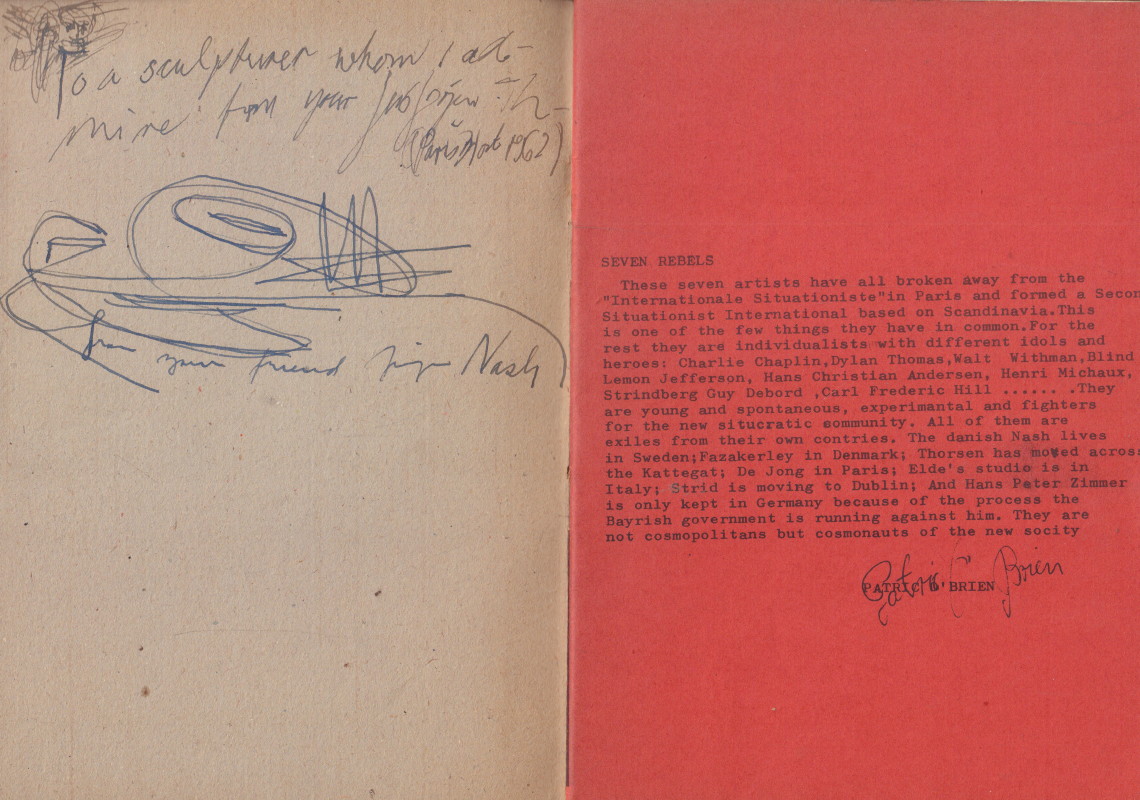 To a sculpturer whom I ad-
mire from your
(Paris 1962)
from your friend Jörgen Nash
SEVEN REBELS
These seven artists have all broken away from the
"Internationale Situationiste"in Paris and formed a Secon
Situationist International based on Scandinavia.This
is one of the few things they have in common.For the
rest they are individualists with different idols and
heroes: Charlie Chaplin,Dylan Thomas,Walt Withman,Blind
Lemon Jefferson, Hans Christian Andersen, Henri Michaux,
Strindberg Guy Debord ,Carl Frederic Hill ...... .They
are young and spontaneous, experimantal and fighters
for the new situcratic community. All of them are
exiles from their own contries. The danish Nash lives
in Sweden;Fazakerley in Denmark; Thorsen has moved across
the Kattegat; De Jong in Paris; Elde's studio is in
Italy; Strid is moving to Dublin; And Hans Peter Zimmer
is only kept in Germany because of the process the
Bayrish government is running against him. They are
not cosmopolitans but cosmonauts of the new socity
Patric O'Brien
PATRIC O'BRIEN